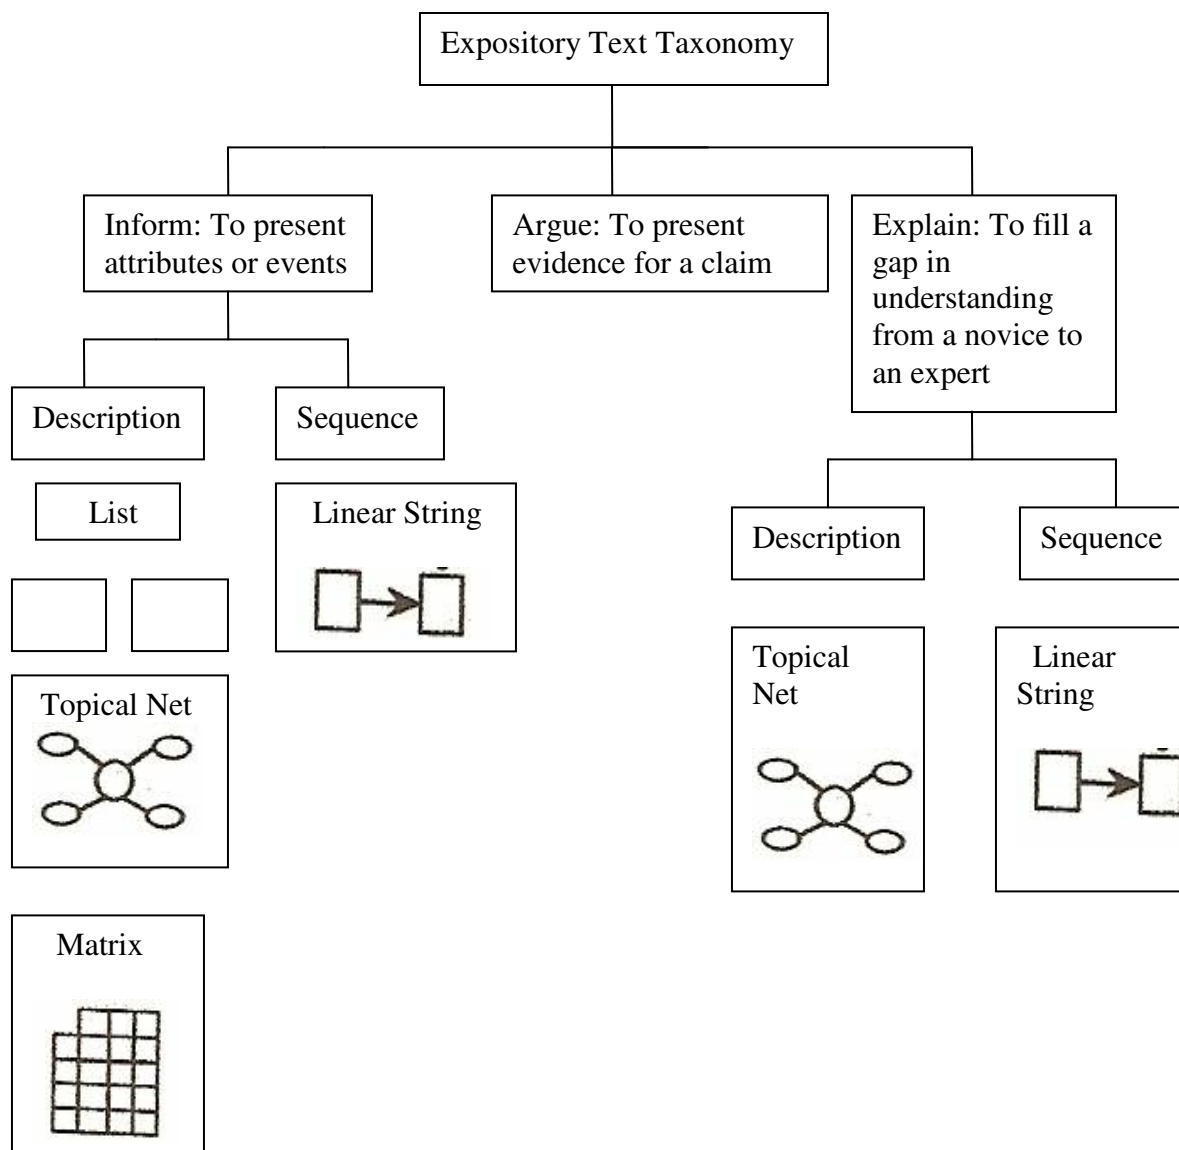 Expository Text Taxonomy
Inform: To present
attributes or events
Argue: To present
evidence for a claim
Explain: To fill a
gap in
understanding
from a novice to
an expert
Description
Sequence
List
Linear String
Topical Net
Matrix
Description
Sequence
Topical
Net
Linear
String